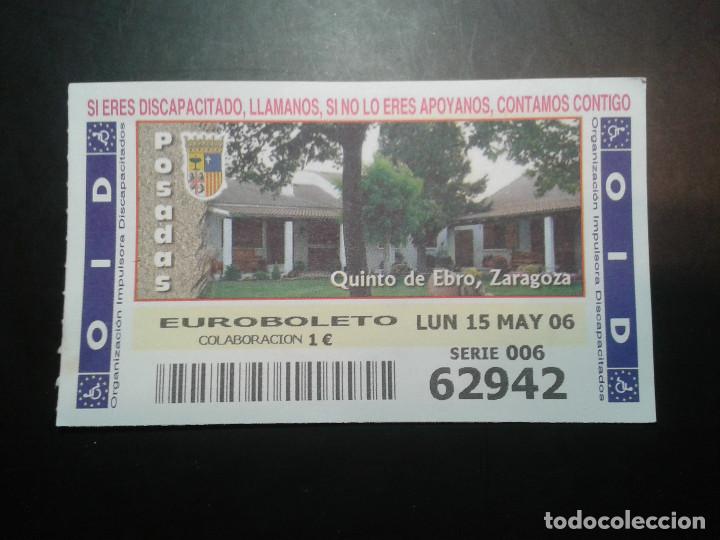 SI ERES DISCAPACITADO, LLAMANOS, SI NO LO ERES APOYANOS, CONTAMOS CONTIGO
OID
Organización Impulsora Discapacitados
Posadas
Quinto de Ebro, Zaragoza
EUROBOLETO
COLABORACION 1 €
LUN 15 MAY 06
SERIE 006
62942
Organización Impulsora Discapacitados
OID
todocoleccion.net